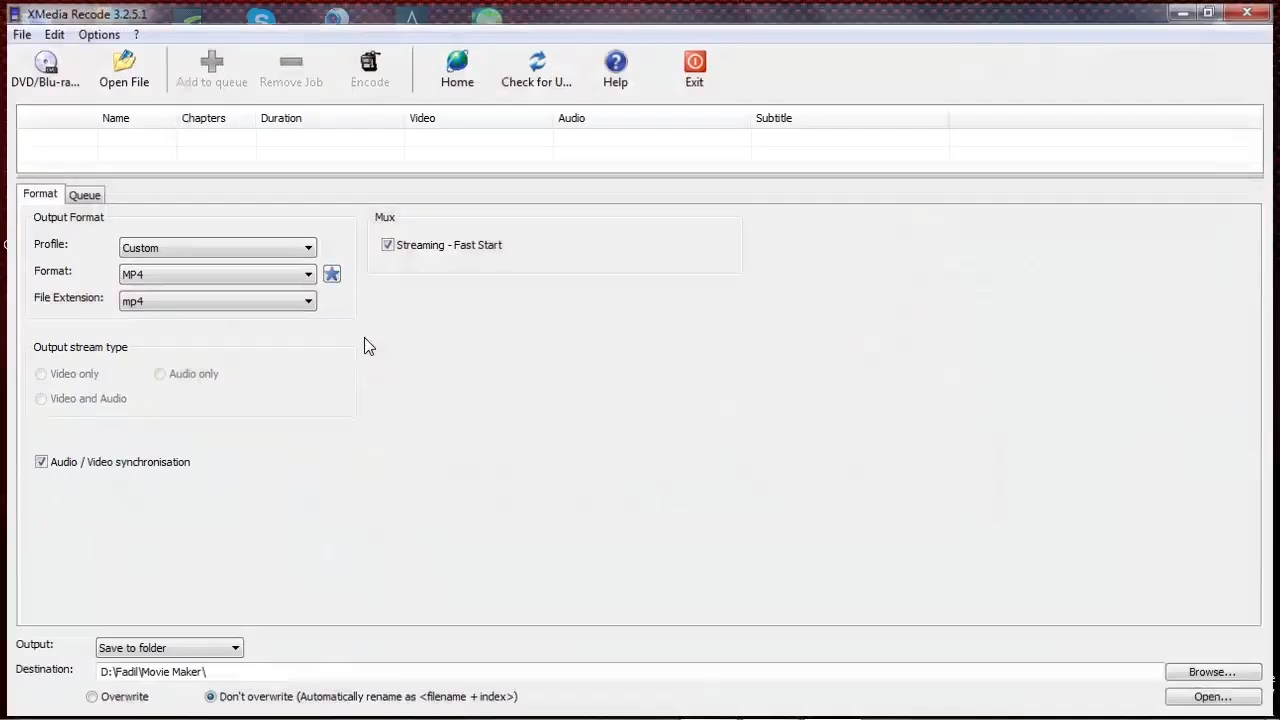 XMedia Recode 3.2.5.1
File Edit Options ?
DVD/Blu-ra... Open File Add to queue Remove Job Encode Home Check for U... Help Exit
Name Chapters Duration Video Audio Subtitle
Format Queue
Output Format Mux
Profile: Custom Streaming - Fast Start
Format: MP4
File Extension: mp4
Output stream type
Video only Audio only
Video and Audio
Audio / Video synchronisation
Output: Save to folder
Destination: D:\Fadil\Movie Maker\ Browse...
Overwrite Don't overwrite (Automatically rename as <filename + index>) Open...